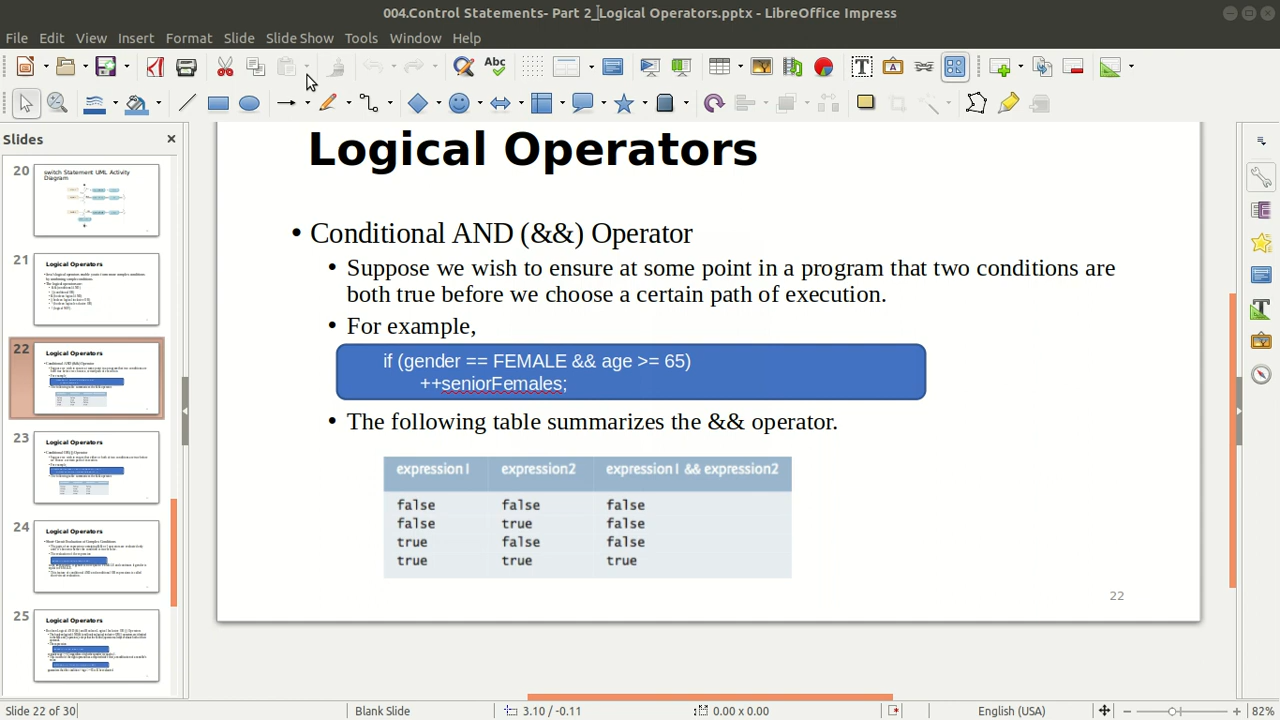 004.Control Statements- Part 2_Logical Operators.pptx - LibreOffice Impress
File Edit View Insert Format Slide Slide Show Tools Window Help
Slides
20
switch Statement UML Activity
Diagram
21
Logical Operators
22
Logical Operators
23
Logical Operators
24
Logical Operators
25
Logical Operators
Logical Operators
• Conditional AND (&&) Operator
• Suppose we wish to ensure at some point in a program that two conditions are
both true before we choose a certain path of execution.
• For example,
if (gender == FEMALE && age >= 65)
++seniorFemales;
• The following table summarizes the && operator.
expression1 expression2 expression1 && expression2
false false false
false true false
true false false
true true true
22
Slide 22 of 30 Blank Slide 3.10 / -0.11 0.00 x 0.00 English (USA) 82%